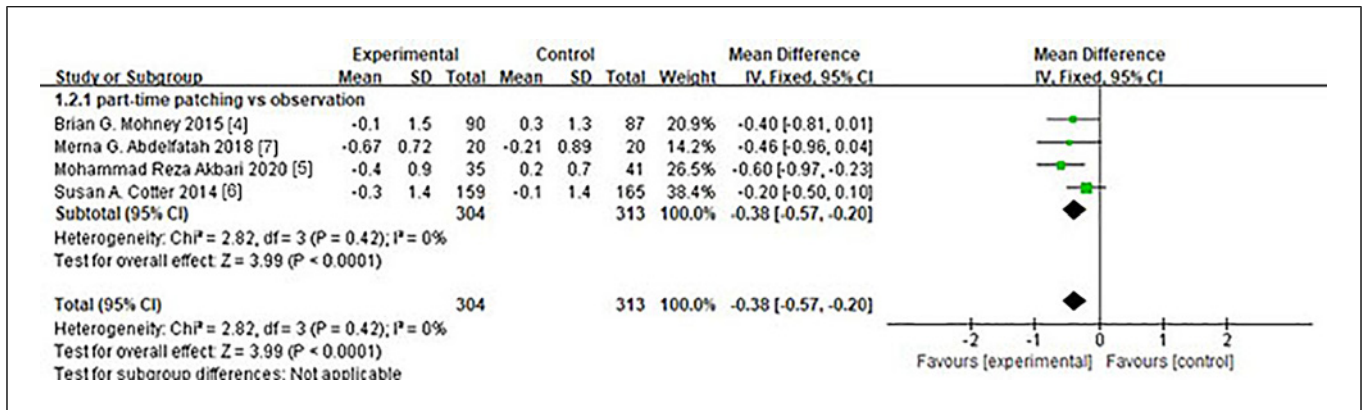 Experimental Control Mean Difference Mean Difference
Study or Subgroup Mean SD Total Mean SD Total Weight IV, Fixed, 95% CI IV, Fixed, 95% CI
1.2.1 part-time patching vs observation
Brian G. Mohney 2015 [4] -0.1 1.5 90 0.3 1.3 87 20.9% -0.40 [-0.81, 0.01]
Merna G. Abdelfatah 2018 [7] -0.67 0.72 20 -0.21 0.89 20 14.2% -0.46 [-0.96, 0.04]
Mohammad Reza Akbari 2020 [5] -0.4 0.9 35 0.2 0.7 41 26.5% -0.60 [-0.97, -0.23]
Susan A. Cotter 2014 [6] -0.3 1.4 159 -0.1 1.4 165 38.4% -0.20 [-0.50, 0.10]
Subtotal (95% CI) 304 313 100.0% -0.38 [-0.57, -0.20]
Heterogeneity: Chi² = 2.82, df = 3 (P = 0.42); I² = 0%
Test for overall effect: Z = 3.99 (P < 0.0001)
Total (95% CI) 304 313 100.0% -0.38 [-0.57, -0.20]
Heterogeneity: Chi² = 2.82, df = 3 (P = 0.42); I² = 0%
Test for overall effect: Z = 3.99 (P < 0.0001)
Test for subgroup differences: Not applicable
-2 -1 0 1 2
Favours [experimental] Favours [control]